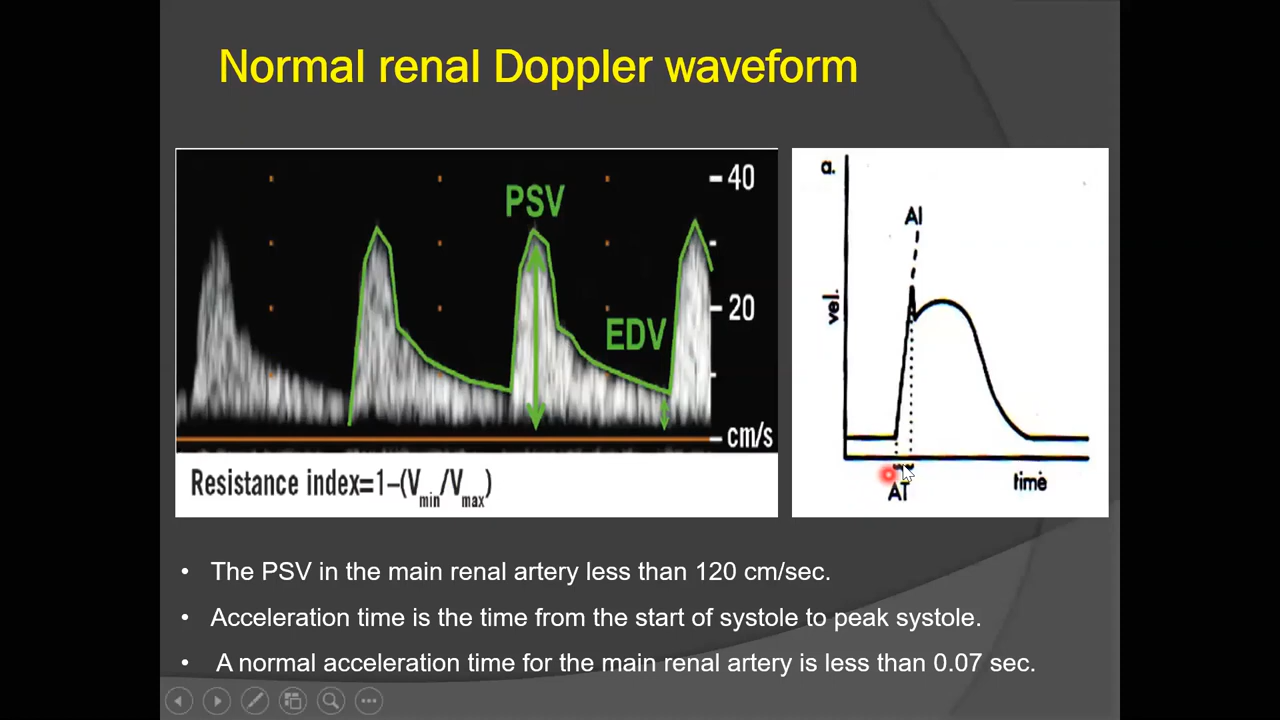 Normal renal Doppler waveform
PSV
EDV
40
20
cm/s
Resistance index=1–(Vmin/Vmax)
a.
AI
vel.
AT
time
• The PSV in the main renal artery less than 120 cm/sec.
• Acceleration time is the time from the start of systole to peak systole.
• A normal acceleration time for the main renal artery is less than 0.07 sec.